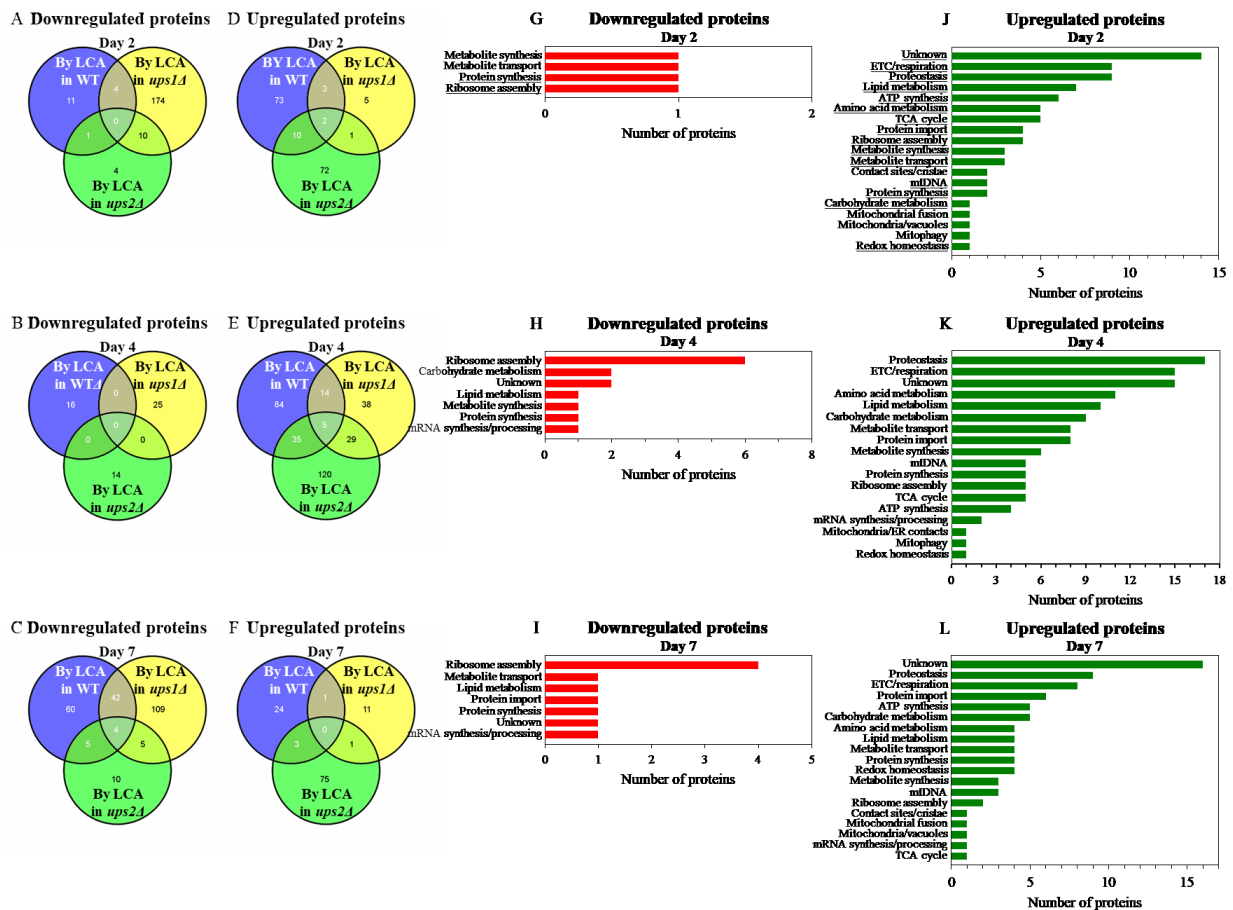 A Downregulated proteins
Day 2
By LCA
in WT
By LCA
in ups1Δ
4
11
174
0
1
10
4
By LCA
in ups2Δ
D Upregulated proteins
Day 2
BY LCA
in WT
By LCA
in ups1Δ
3
73
5
2
10
1
72
By LCA
in ups2Δ
G Downregulated proteins
Day 2
Metabolite synthesis
Metabolite transport
Protein synthesis
Ribosome assembly
0 1 2
Number of proteins
J Upregulated proteins
Day 2
Unknown
ETC/respiration
Proteostasis
Lipid metabolism
ATP synthesis
Amino acid metabolism
TCA cycle
Protein import
Ribosome assembly
Metabolite synthesis
Metabolite transport
Contact sites/cristae
mtDNA
Protein synthesis
Carbohydrate metabolism
Mitochondrial fusion
Mitochondria/vacuoles
Mitophagy
Redox homeostasis
0 5 10 15
Number of proteins
B Downregulated proteins
Day 4
By LCA
in WTΔ
By LCA
in ups1Δ
0
16
25
0
0
0
14
By LCA
in ups2Δ
E Upregulated proteins
Day 4
By LCA
in WT
By LCA
in ups1Δ
14
84
38
5
35
29
120
By LCA
in ups2Δ
H Downregulated proteins
Day 4
Ribosome assembly
Carbohydrate metabolism
Unknown
Lipid metabolism
Metabolite synthesis
Protein synthesis
mRNA synthesis/processing
0 2 4 6 8
Number of proteins
K Upregulated proteins
Day 4
Proteostasis
ETC/respiration
Unknown
Amino acid metabolism
Lipid metabolism
Carbohydrate metabolism
Metabolite transport
Protein import
Metabolite synthesis
mtDNA
Protein synthesis
Ribosome assembly
TCA cycle
ATP synthesis
mRNA synthesis/processing
Mitochondria/ER contacts
Mitophagy
Redox homeostasis
0 3 6 9 12 15 18
Number of proteins
C Downregulated proteins
Day 7
By LCA
in WT
By LCA
in ups1Δ
42
60
109
4
5
5
10
By LCA
in ups2Δ
F Upregulated proteins
Day 7
By LCA
in WT
By LCA
in ups1Δ
1
24
11
0
3
1
75
By LCA
in ups2Δ
I Downregulated proteins
Day 7
Ribosome assembly
Metabolite transport
Lipid metabolism
Protein import
Protein synthesis
Unknown
mRNA synthesis/processing
0 1 2 3 4 5
Number of proteins
L Upregulated proteins
Day 7
Unknown
Proteostasis
ETC/respiration
Protein import
ATP synthesis
Carbohydrate metabolism
Amino acid metabolism
Lipid metabolism
Metabolite transport
Protein synthesis
Redox homeostasis
Metabolite synthesis
mtDNA
Ribosome assembly
Contact sites/cristae
Mitochondrial fusion
Mitochondria/vacuoles
mRNA synthesis/processing
TCA cycle
0 5 10 15
Number of proteins